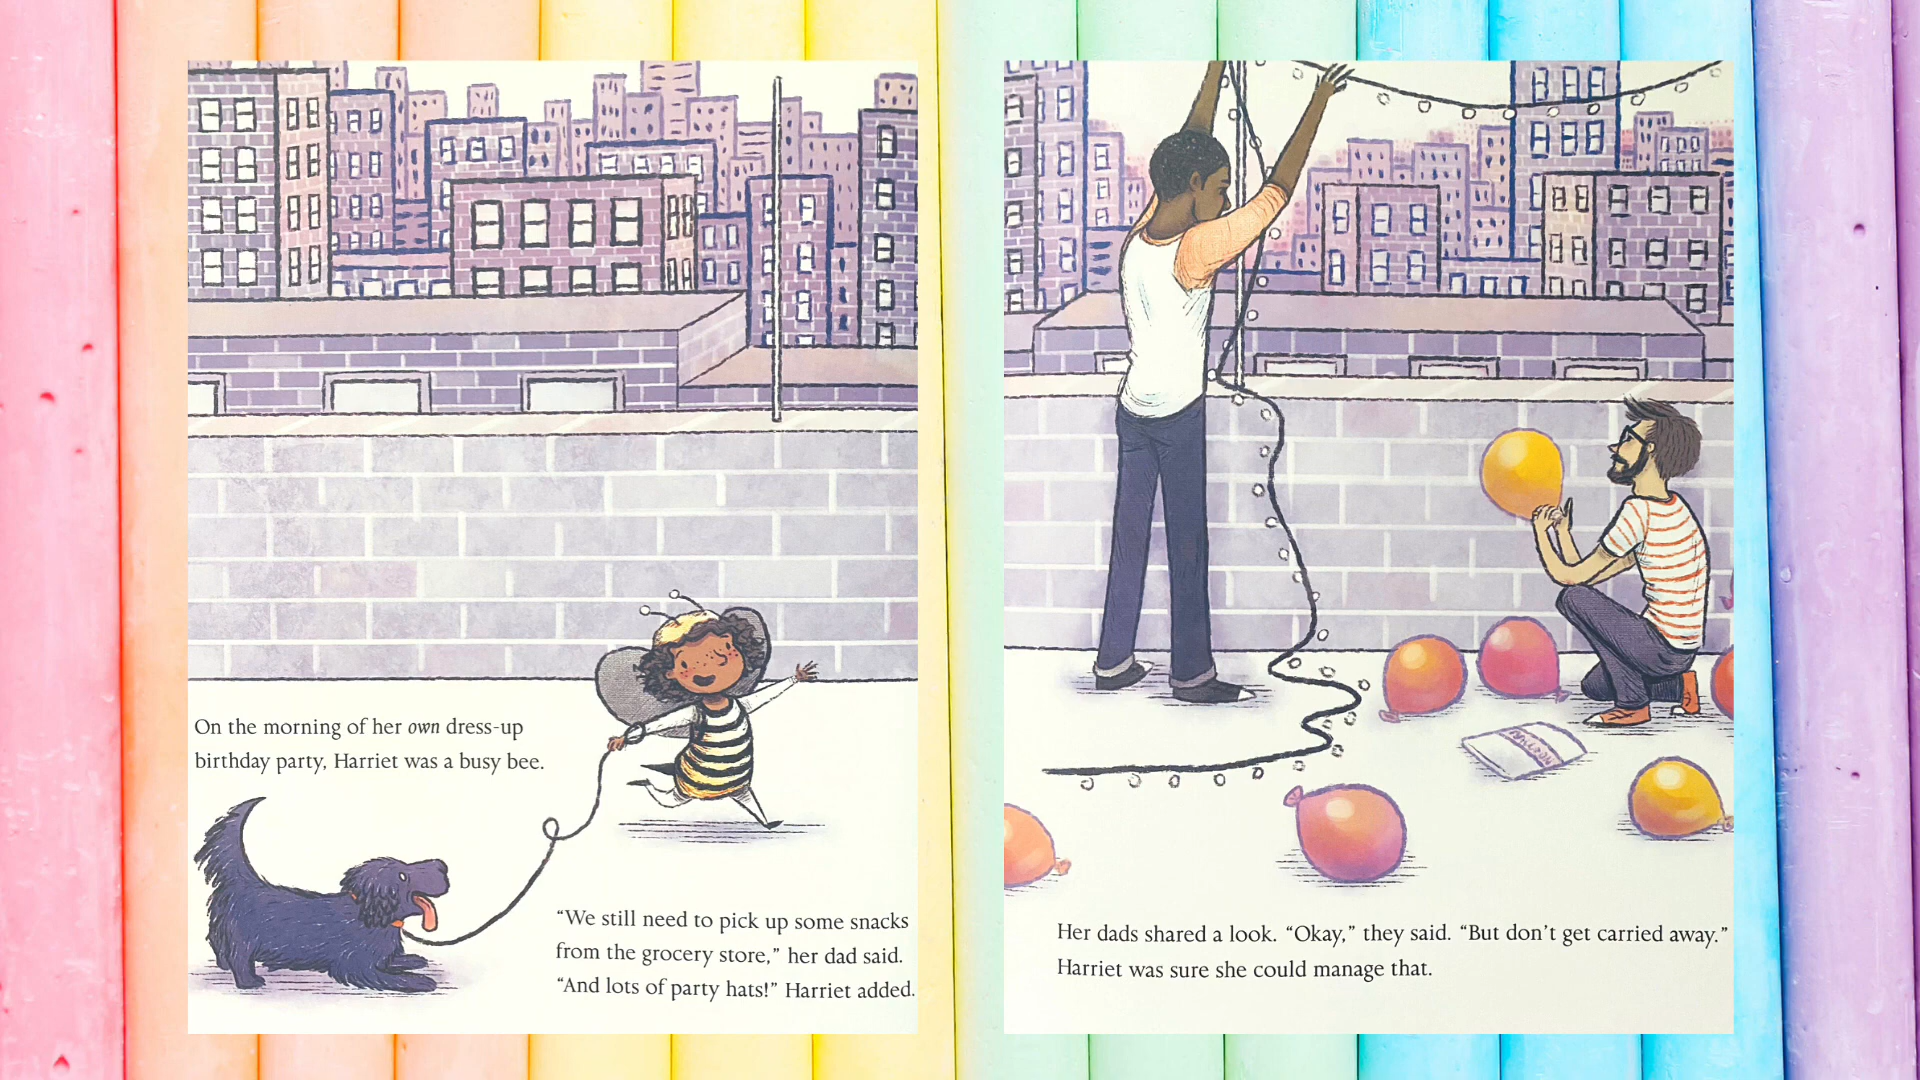 On the morning of her own dress-up
birthday party, Harriet was a busy bee.
“We still need to pick up some snacks
from the grocery store,” her dad said.
“And lots of party hats!” Harriet added.
Her dads shared a look. “Okay,” they said. “But don’t get carried away.”
Harriet was sure she could manage that.